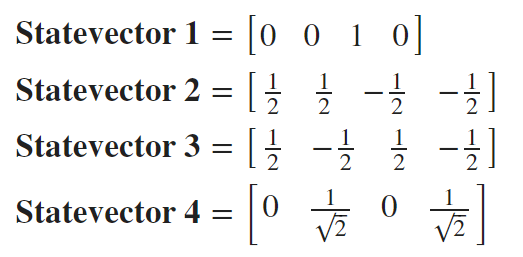 Statevector 1 = [0 0 1 0]
Statevector 2 = [1/2 1/2 −1/2 −1/2]
Statevector 3 = [1/2 −1/2 1/2 −1/2]
Statevector 4 = [0 1/√2 0 1/√2]